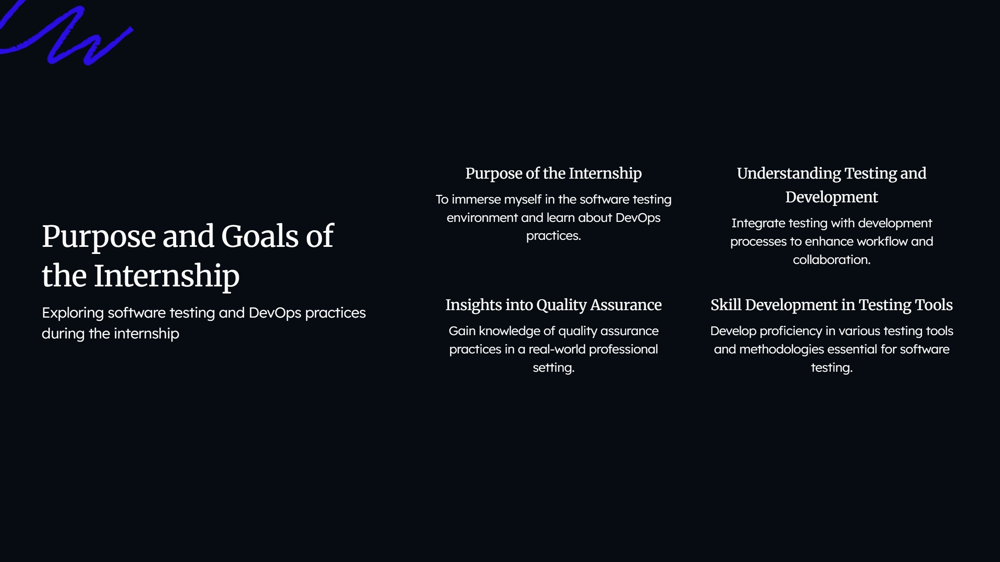 Purpose and Goals of
the Internship
Exploring software testing and DevOps practices
during the internship
Purpose of the Internship
To immerse myself in the software testing
environment and learn about DevOps
practices.
Understanding Testing and
Development
Integrate testing with development
processes to enhance workflow and
collaboration.
Insights into Quality Assurance
Gain knowledge of quality assurance
practices in a real-world professional
setting.
Skill Development in Testing Tools
Develop proficiency in various testing tools
and methodologies essential for software
testing.